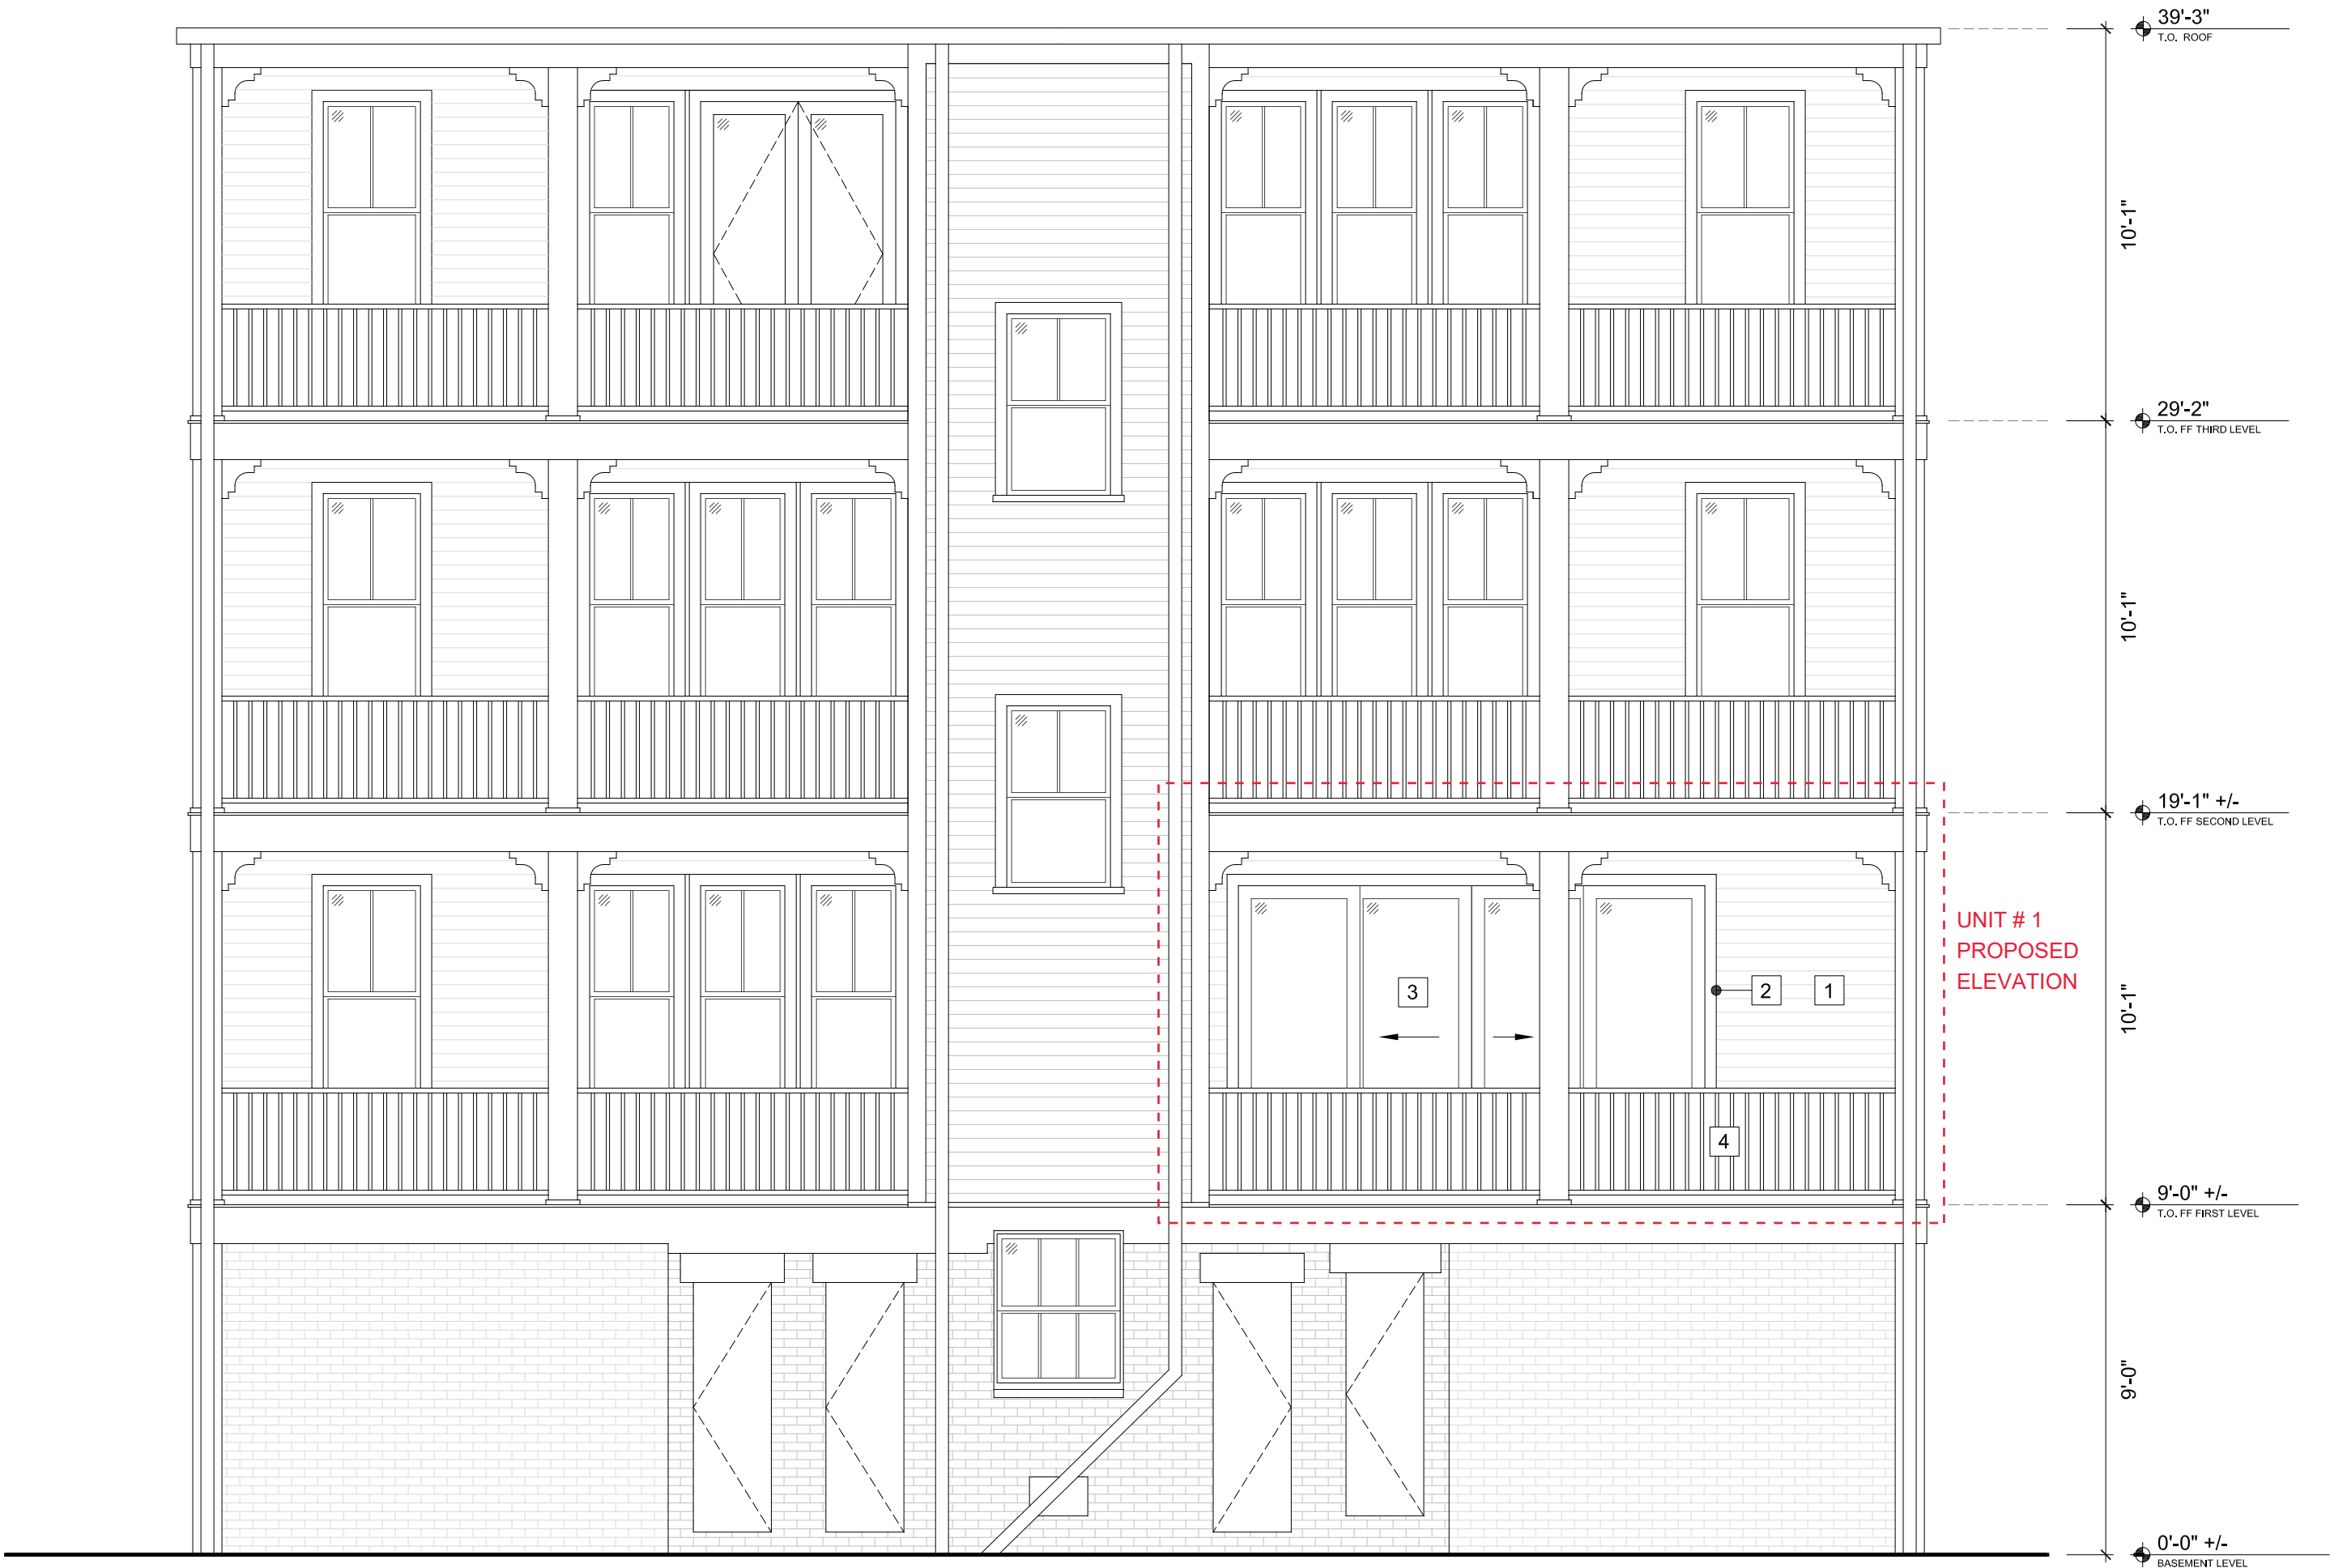 39'-3"
T.O. ROOF
10'-1"
29'-2"
T.O. FF THIRD LEVEL
10'-1"
19'-1" +/-
T.O. FF SECOND LEVEL
UNIT # 1
PROPOSED
ELEVATION
3
2
1
10'-1"
4
9'-0" +/-
T.O. FF FIRST LEVEL
9'-0"
0'-0" +/-
BASEMENT LEVEL